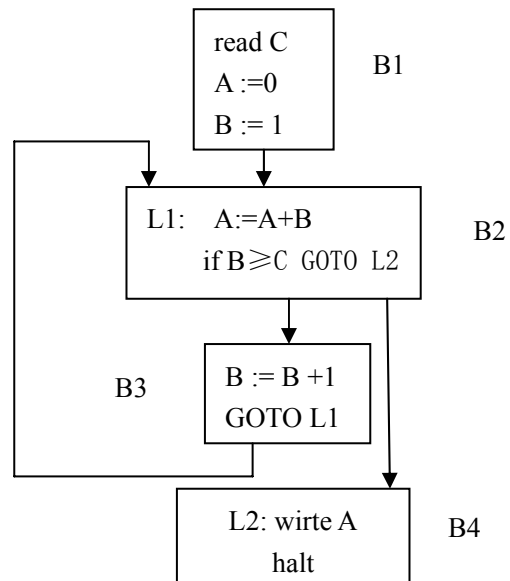 read C
A :=0
B := 1
B1
L1: A:=A+B
if B≥C GOTO L2
B2
B3
B := B +1
GOTO L1
L2: wirte A
halt
B4